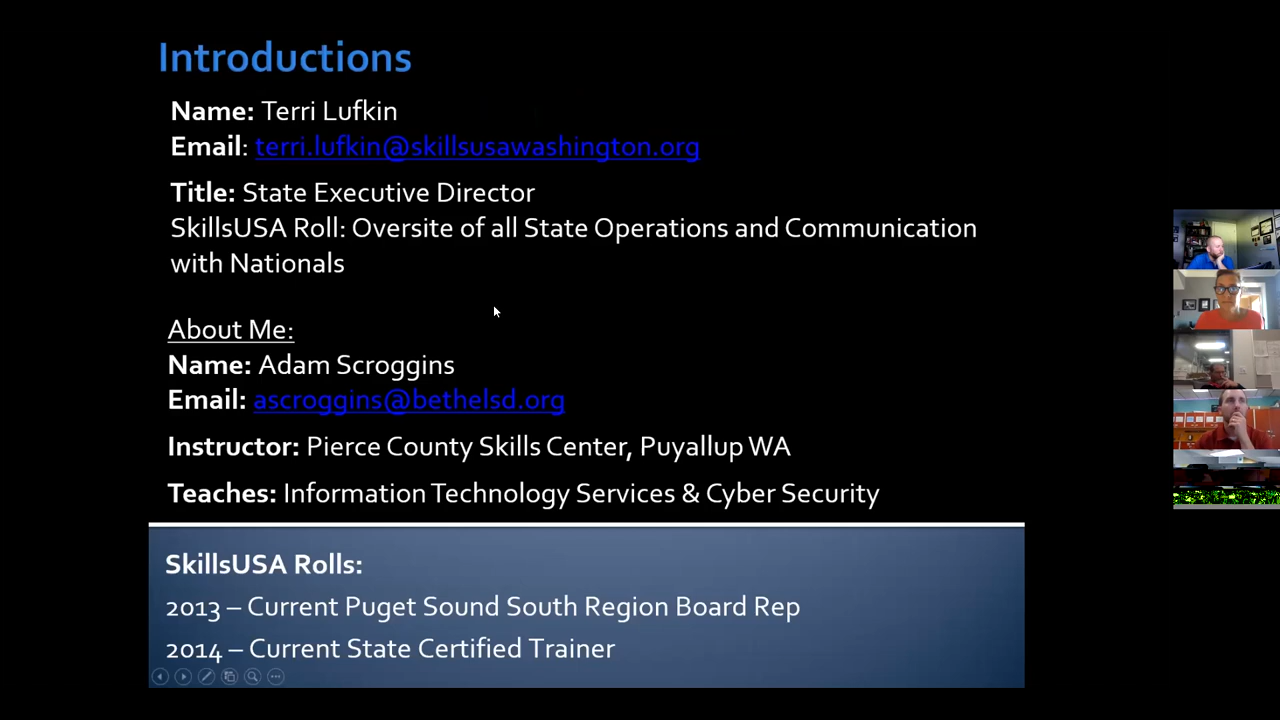 Introductions
Name: Terri Lufkin
Email: terri.lufkin@skillsusawashington.org
Title: State Executive Director
SkillsUSA Roll: Oversite of all State Operations and Communication
with Nationals
About Me:
Name: Adam Scroggins
Email: ascroggins@bethelsd.org
Instructor: Pierce County Skills Center, Puyallup WA
Teaches: Information Technology Services & Cyber Security
SkillsUSA Rolls:
2013 – Current Puget Sound South Region Board Rep
2014 – Current State Certified Trainer